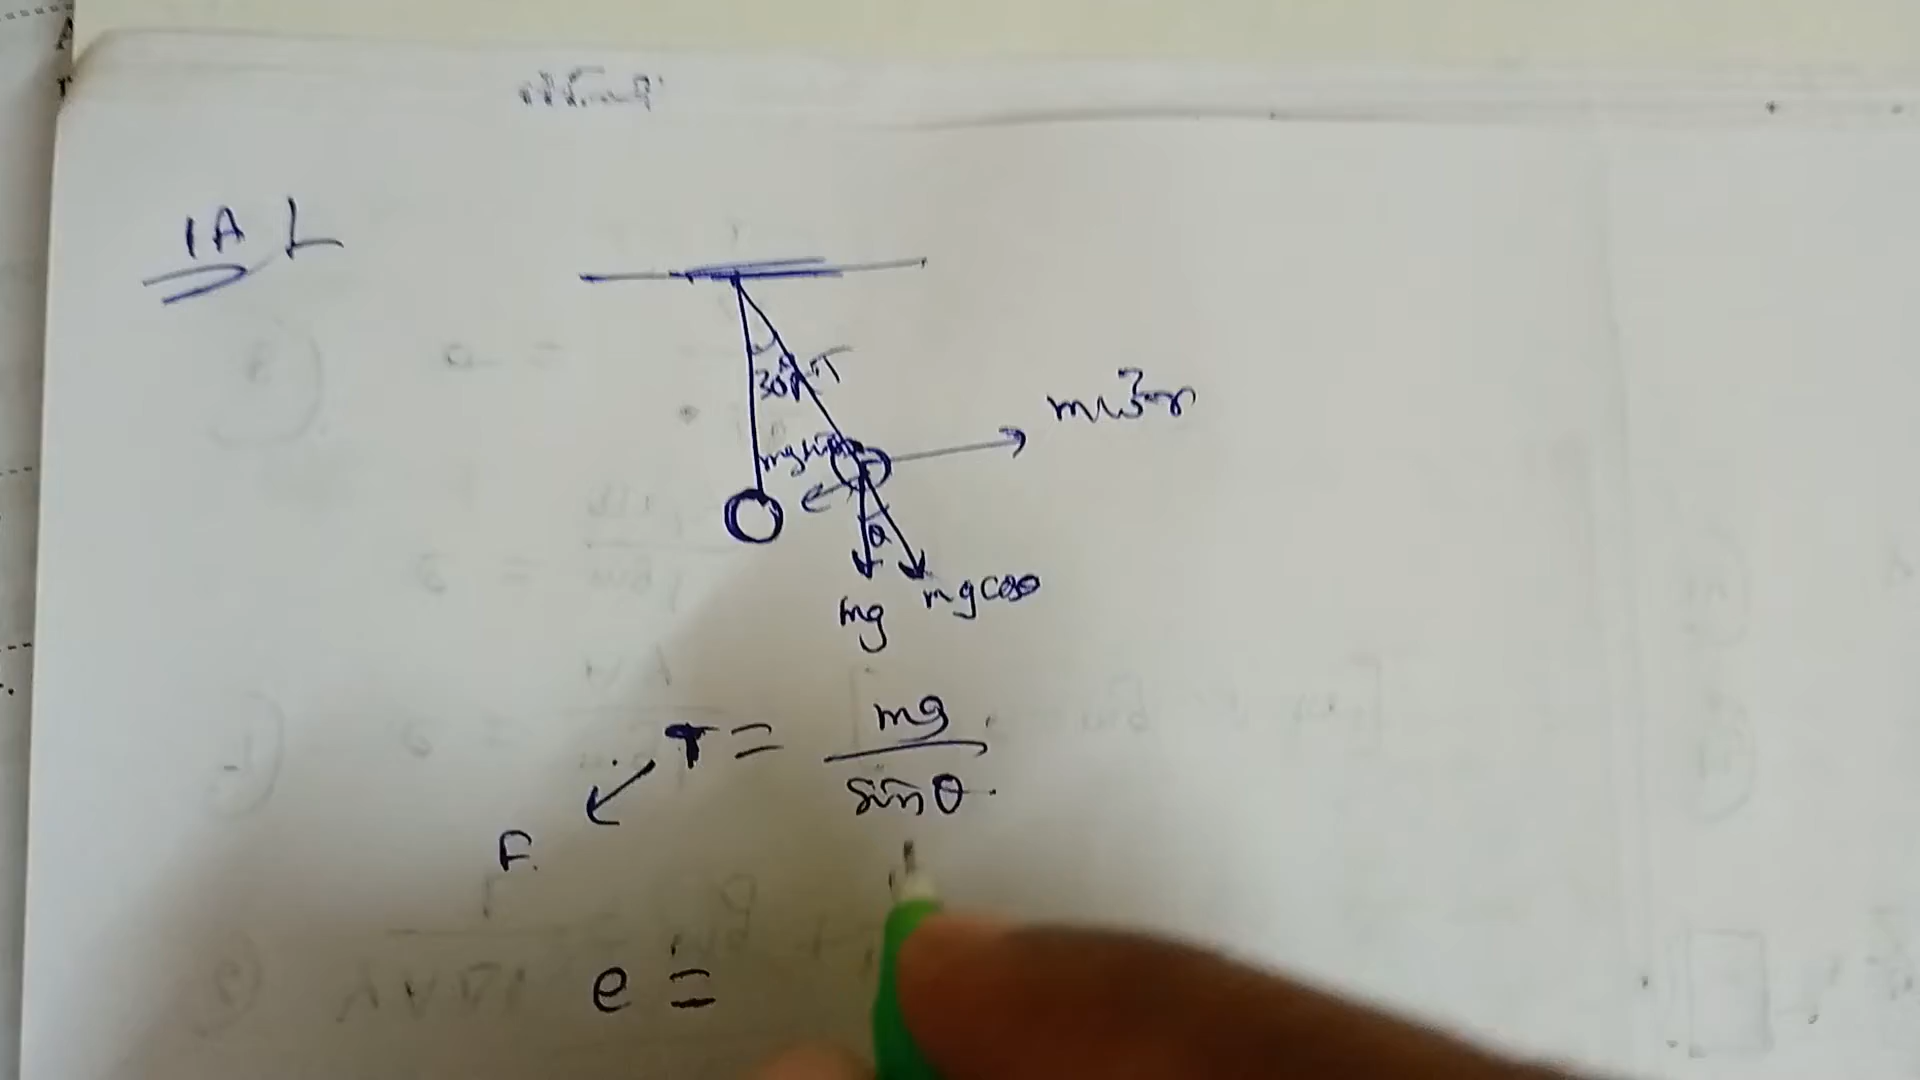 1A L
30°
T
mω²r
mg sinθ
θ
mg
mg cosθ
T = mg / sinθ
F.
e =